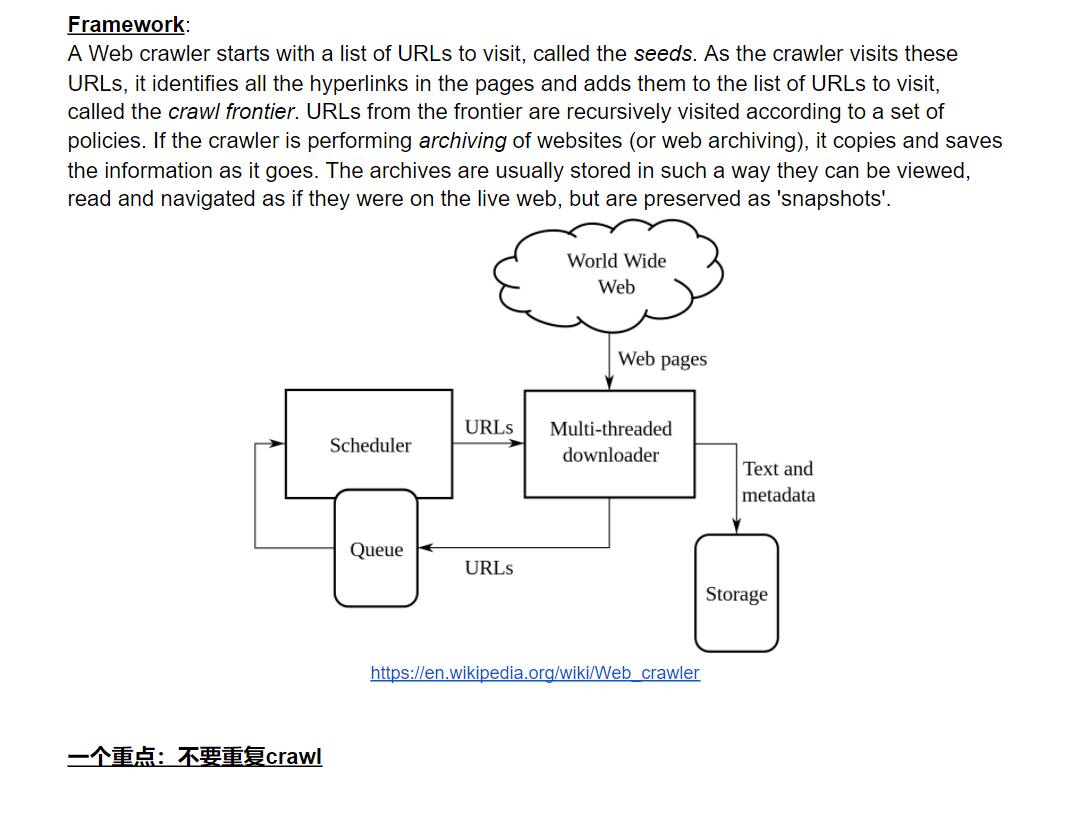 Framework:
A Web crawler starts with a list of URLs to visit, called the seeds. As the crawler visits these
URLs, it identifies all the hyperlinks in the pages and adds them to the list of URLs to visit,
called the crawl frontier. URLs from the frontier are recursively visited according to a set of
policies. If the crawler is performing archiving of websites (or web archiving), it copies and saves
the information as it goes. The archives are usually stored in such a way they can be viewed,
read and navigated as if they were on the live web, but are preserved as 'snapshots'.
World Wide
Web
Web pages
Scheduler
URLs
Multi-threaded
downloader
Text and
metadata
Queue
URLs
Storage
https://en.wikipedia.org/wiki/Web_crawler
一个重点：不要重复crawl